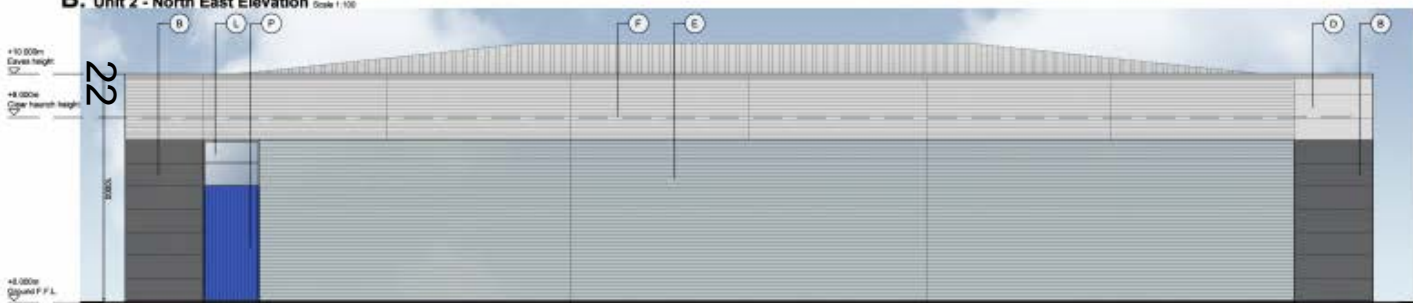 B. Unit 2 - North East Elevation Scale 1:100
B L P F E D B
+10.000m
Eaves height
22
+8.000m
Clear haunch height
+0.000m
Ground F.F.L